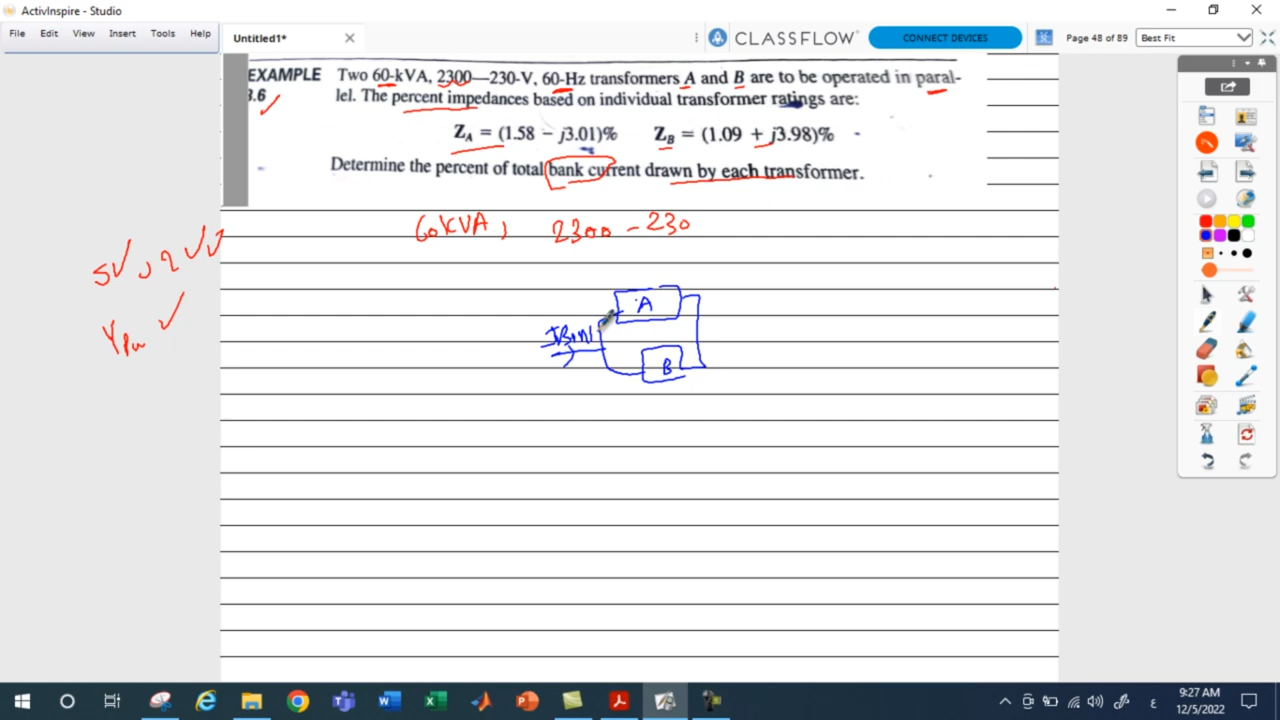 ActivInspire - Studio
File Edit View Insert Tools Help
Untitled1*
CLASSFLOW
CONNECT DEVICES
Page 48 of 89
Best Fit
EXAMPLE Two 60-kVA, 2300—230-V, 60-Hz transformers A and B are to be operated in paral-
3.6 lel. The percent impedances based on individual transformer ratings are:
Z_A = (1.58 − j3.01)% Z_B = (1.09 + j3.98)%
Determine the percent of total bank current drawn by each transformer.
60kVA, 2300 - 230
A
B
9:27 AM
12/5/2022